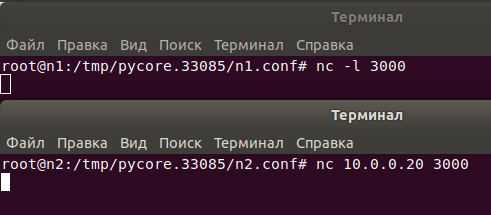 Терминал
Файл Правка Вид Поиск Терминал Справка
root@n1:/tmp/pycore.33085/n1.conf# nc -l 3000
Терминал
Файл Правка Вид Поиск Терминал Справка
root@n2:/tmp/pycore.33085/n2.conf# nc 10.0.0.20 3000